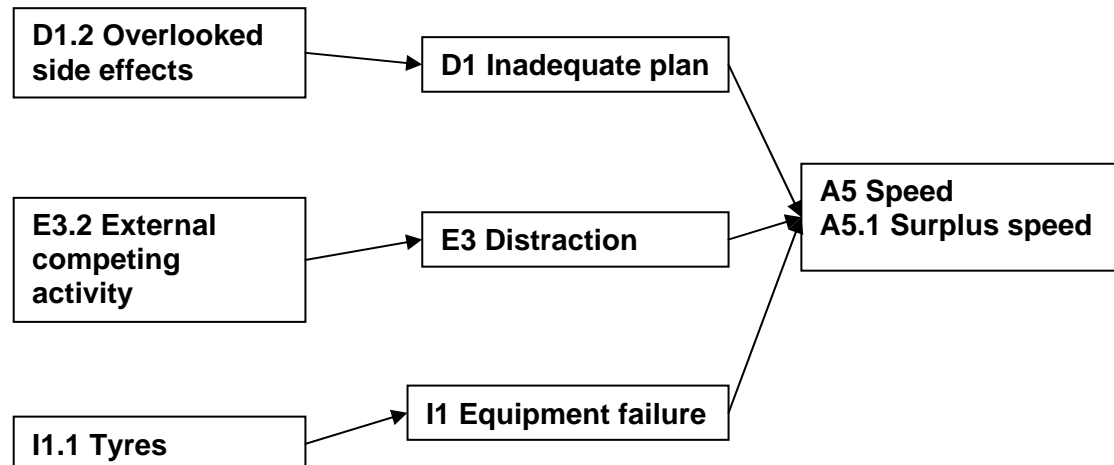 D1.2 Overlooked
side effects
D1 Inadequate plan
A5 Speed
A5.1 Surplus speed
E3.2 External
competing
activity
E3 Distraction
I1 Equipment failure
I1.1 Tyres